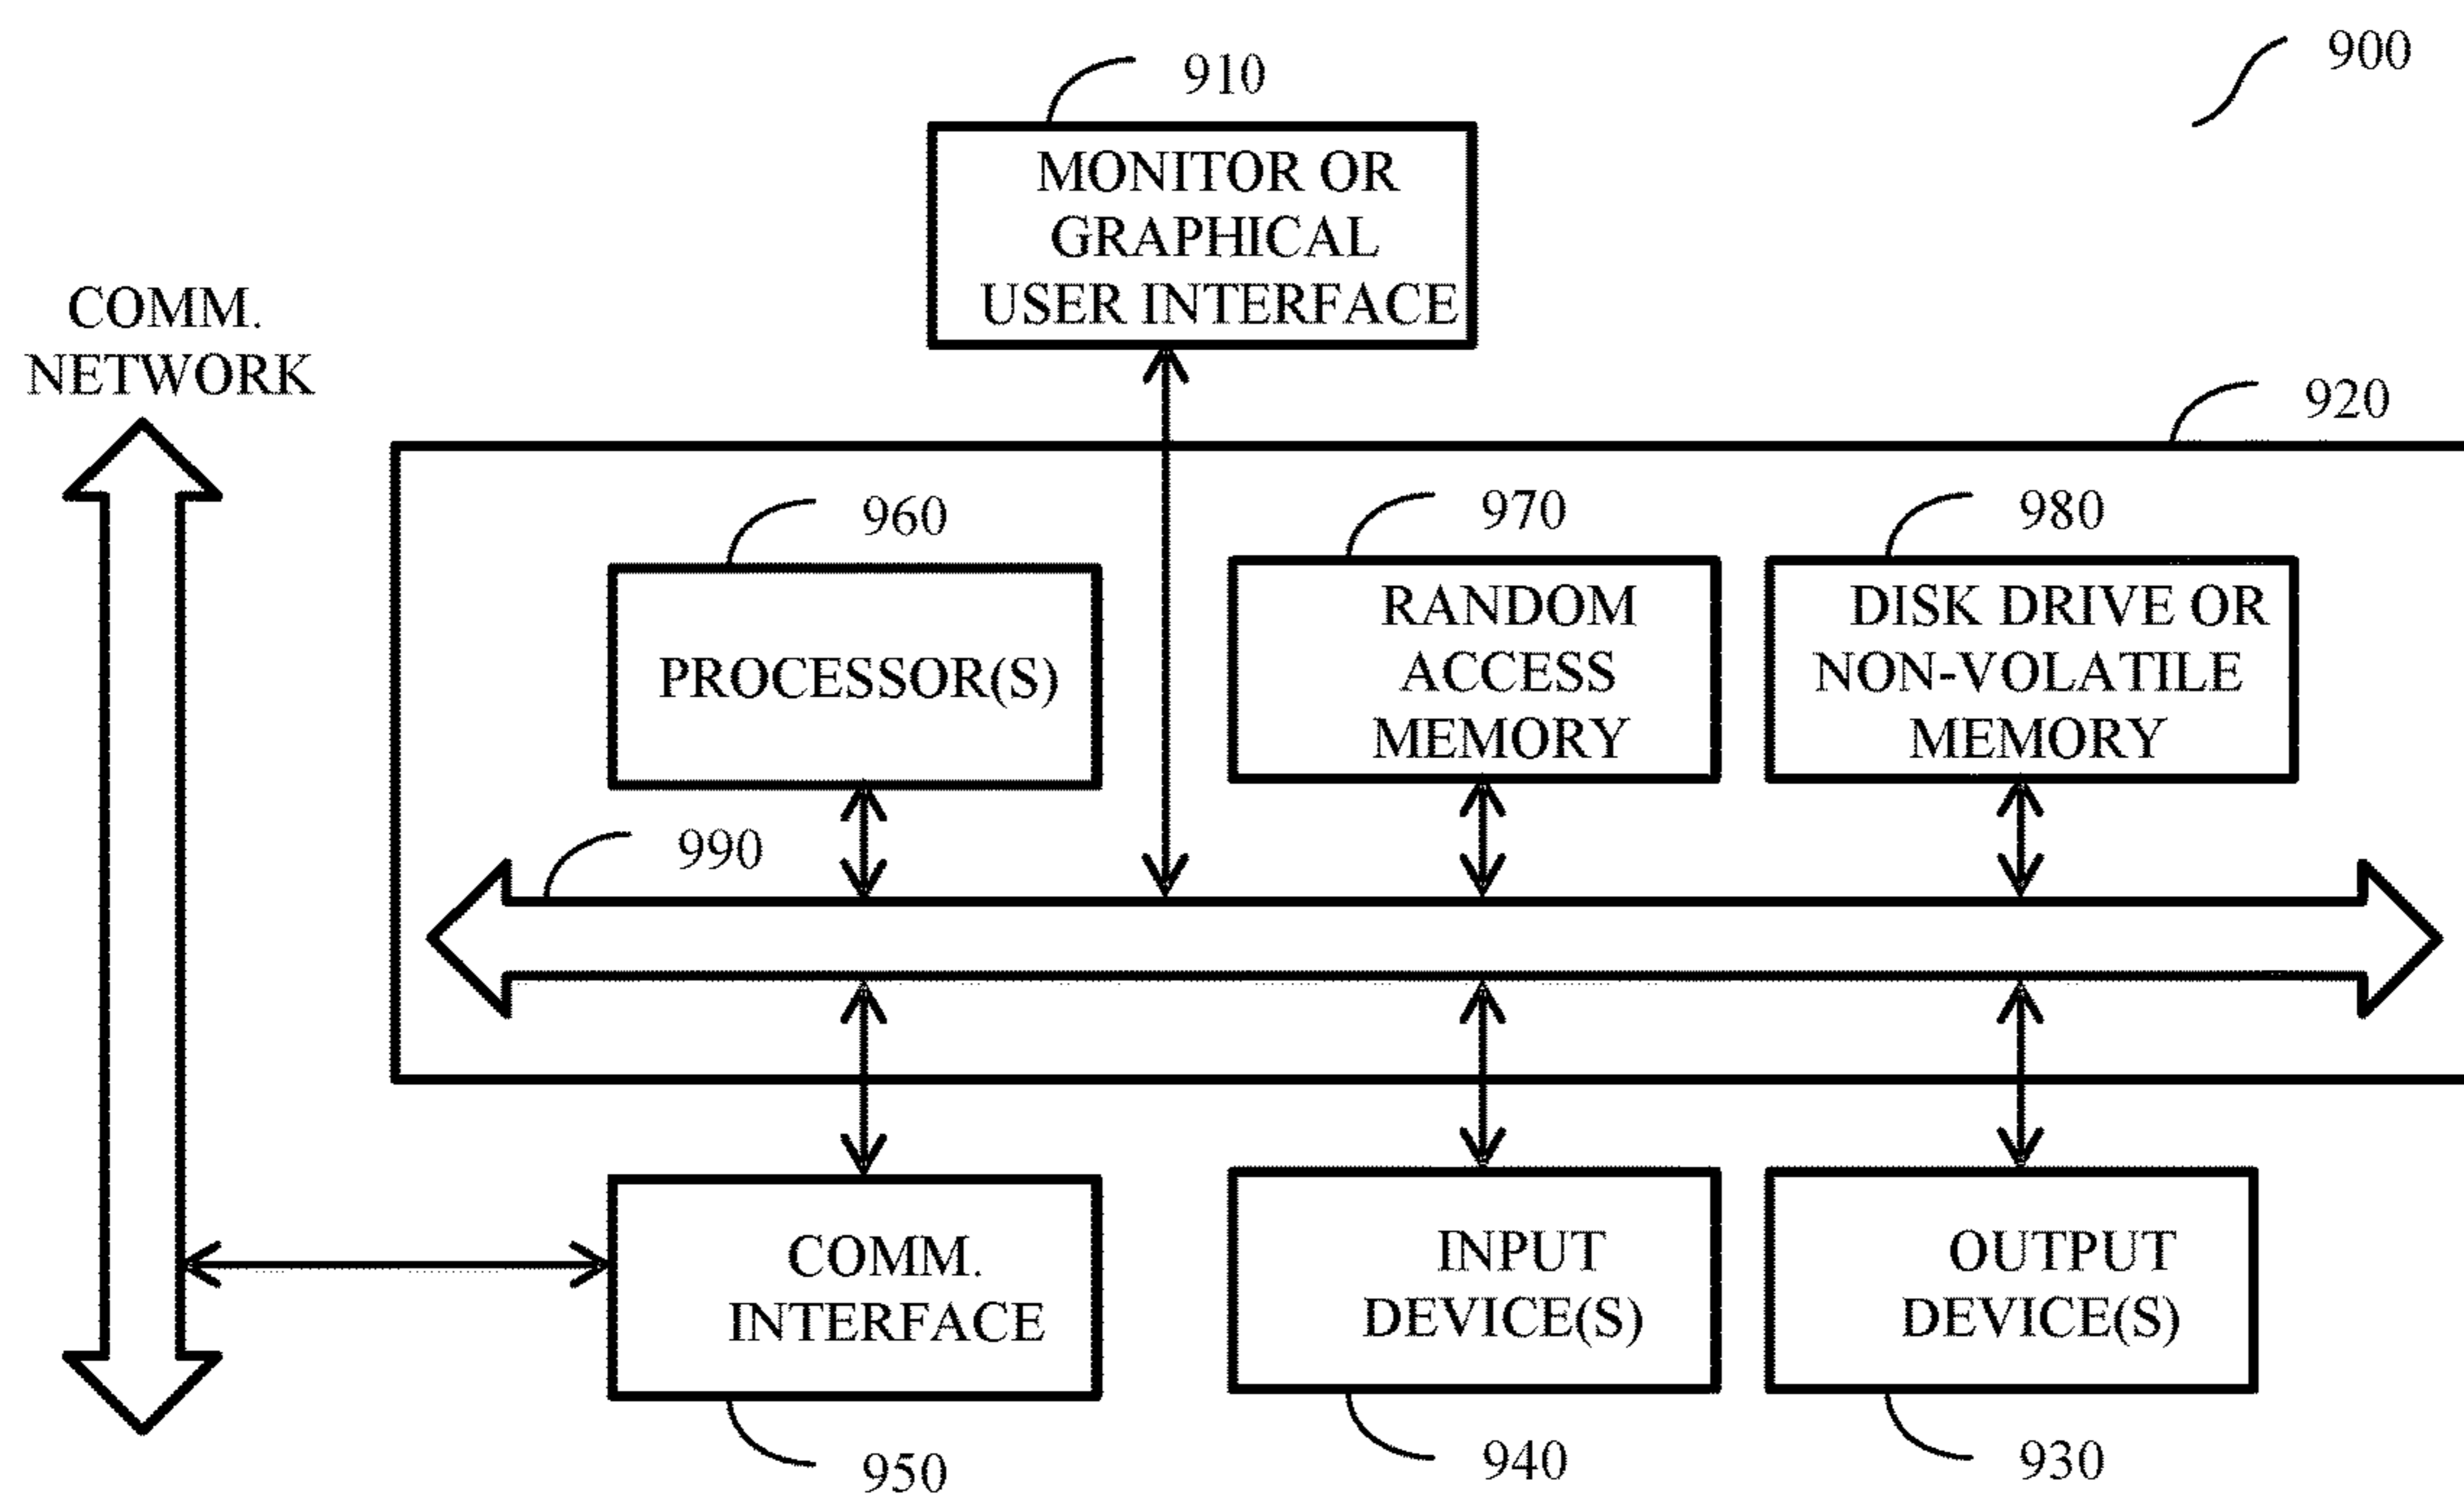 900
910
MONITOR OR
GRAPHICAL
USER INTERFACE
COMM.
NETWORK
920
960
PROCESSOR(S)
970
RANDOM
ACCESS
MEMORY
980
DISK DRIVE OR
NON-VOLATILE
MEMORY
990
COMM.
INTERFACE
950
INPUT
DEVICE(S)
940
OUTPUT
DEVICE(S)
930